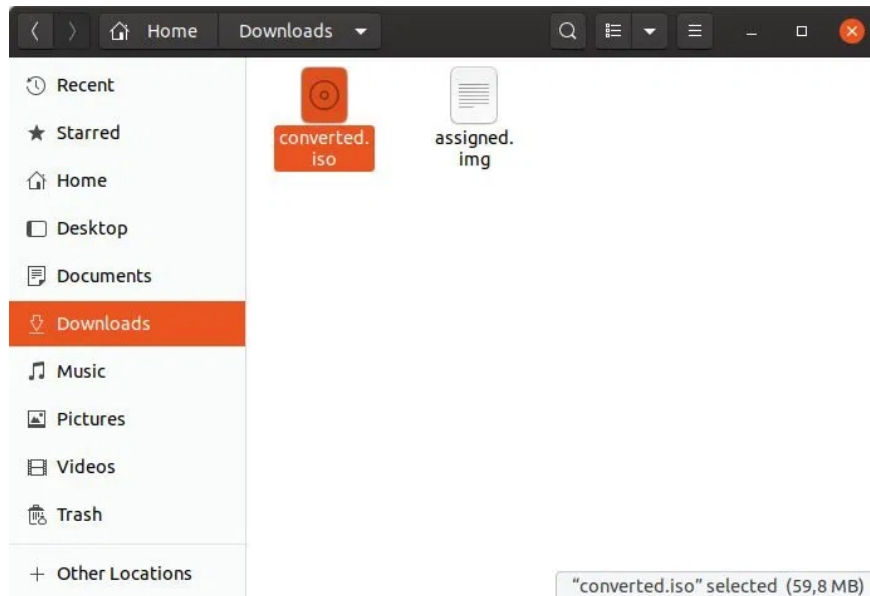 Home
Downloads
Recent
Starred
Home
Desktop
Documents
Downloads
Music
Pictures
Videos
Trash
Other Locations
converted.
iso
assigned.
img
“converted.iso” selected (59,8 MB)